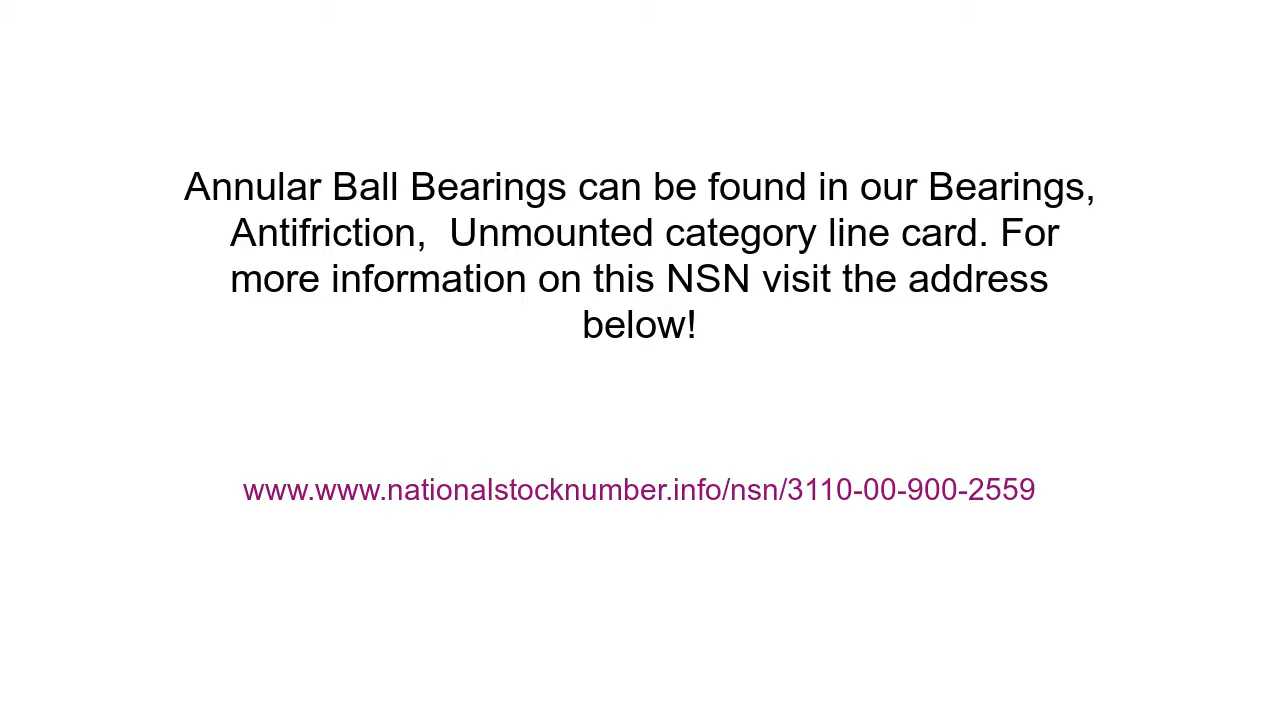 Annular Ball Bearings can be found in our Bearings,
Antifriction,  Unmounted category line card. For
more information on this NSN visit the address
below!
www.www.nationalstocknumber.info/nsn/3110-00-900-2559